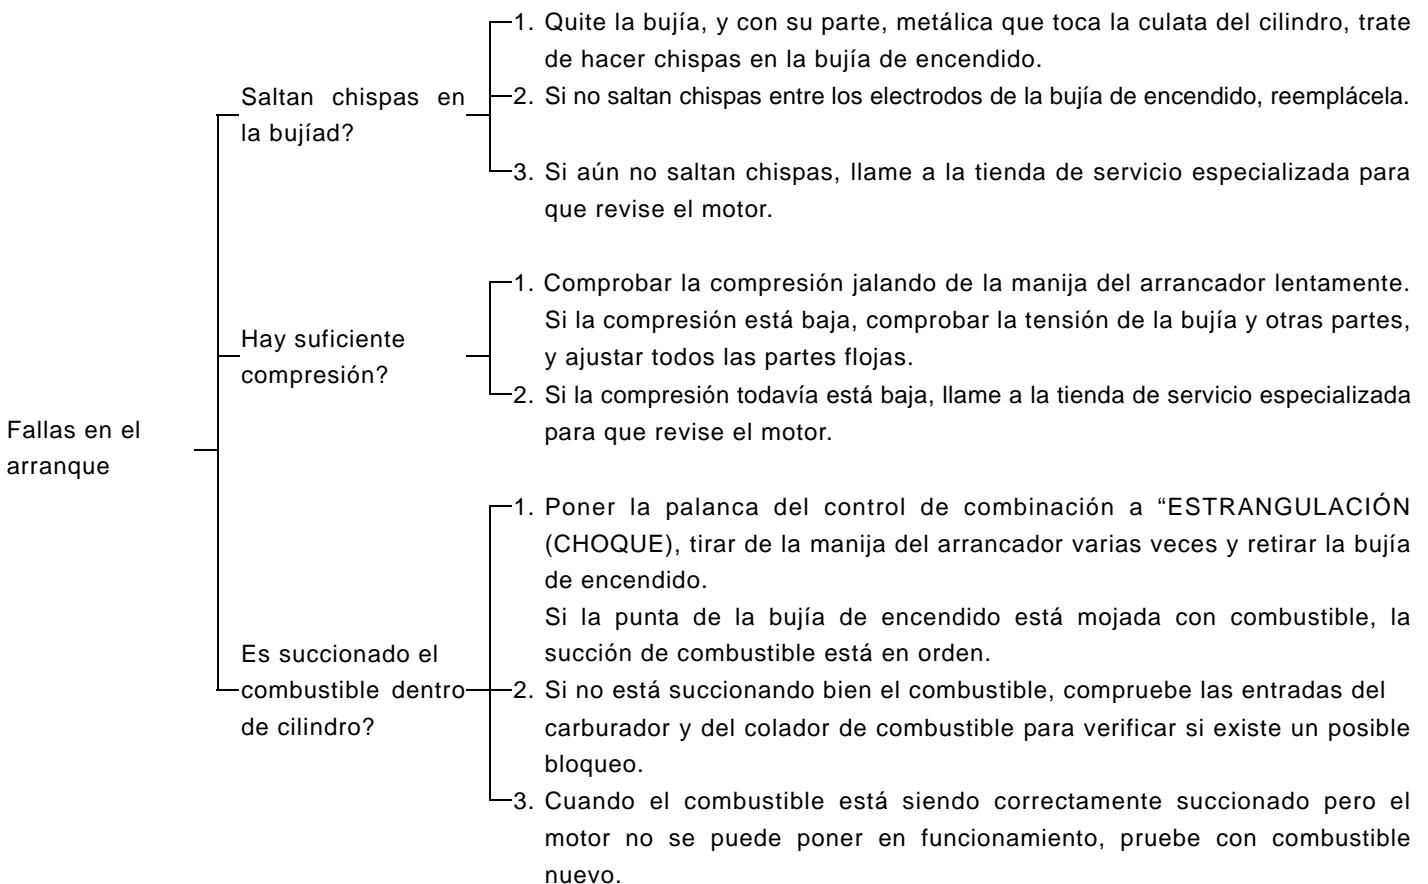 Fallas en el
arranque
Saltan chispas en
la bujíad?
1. Quite la bujía, y con su parte, metálica que toca la culata del cilindro, trate
de hacer chispas en la bujía de encendido.
2. Si no saltan chispas entre los electrodos de la bujía de encendido, reemplácela.
3. Si aún no saltan chispas, llame a la tienda de servicio especializada para
que revise el motor.
Hay suficiente
compresión?
1. Comprobar la compresión jalando de la manija del arrancador lentamente.
Si la compresión está baja, comprobar la tensión de la bujía y otras partes,
y ajustar todos las partes flojas.
2. Si la compresión todavía está baja, llame a la tienda de servicio especializada
para que revise el motor.
Es succionado el
combustible dentro
de cilindro?
1. Poner la palanca del control de combinación a “ESTRANGULACIÓN
(CHOQUE), tirar de la manija del arrancador varias veces y retirar la bujía
de encendido.
Si la punta de la bujía de encendido está mojada con combustible, la
succión de combustible está en orden.
2. Si no está succionando bien el combustible, compruebe las entradas del
carburador y del colador de combustible para verificar si existe un posible
bloqueo.
3. Cuando el combustible está siendo correctamente succionado pero el
motor no se puede poner en funcionamiento, pruebe con combustible
nuevo.